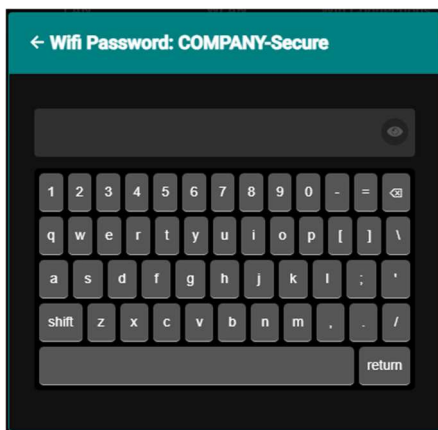 ← Wifi Password: COMPANY-Secure
1 2 3 4 5 6 7 8 9 0 - = ⌫
q w e r t y u i o p [ ] \
a s d f g h j k l ; '
shift z x c v b n m , . /
return